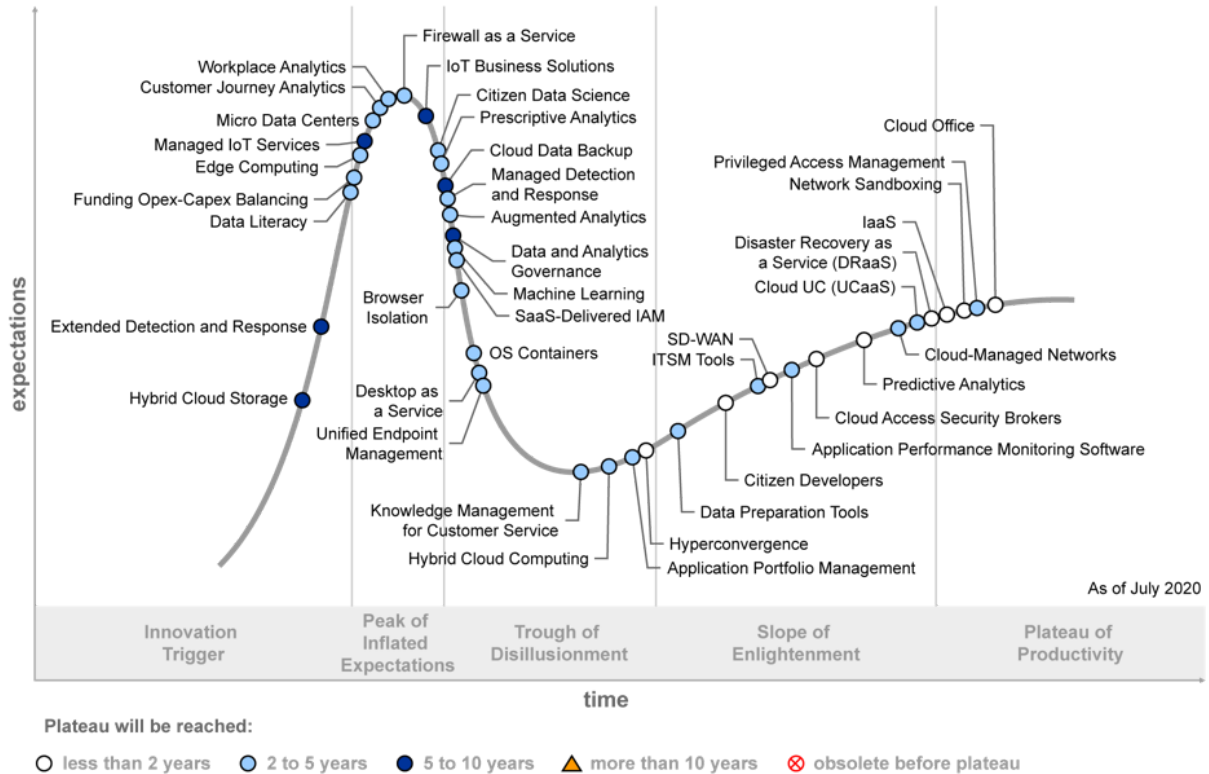 Firewall as a Service
Workplace Analytics
IoT Business Solutions
Customer Journey Analytics
Citizen Data Science
Micro Data Centers
Prescriptive Analytics
Cloud Office
Managed IoT Services
Cloud Data Backup
Edge Computing
Privileged Access Management
Managed Detection
and Response
Network Sandboxing
Funding Opex-Capex Balancing
Data Literacy
Augmented Analytics
IaaS
Data and Analytics
Governance
Disaster Recovery as
a Service (DRaaS)
Cloud UC (UCaaS)
Machine Learning
Browser
Isolation
SaaS-Delivered IAM
Extended Detection and Response
SD-WAN
ITSM Tools
OS Containers
Cloud-Managed Networks
Predictive Analytics
Desktop as
a Service
Hybrid Cloud Storage
Cloud Access Security Brokers
Unified Endpoint
Management
Application Performance Monitoring Software
Citizen Developers
Knowledge Management
for Customer Service
Data Preparation Tools
Hyperconvergence
Hybrid Cloud Computing
Application Portfolio Management
expectations
As of July 2020
Innovation
Trigger
Peak of
Inflated
Expectations
Trough of
Disillusionment
Slope of
Enlightenment
Plateau of
Productivity
time
Plateau will be reached:
less than 2 years
2 to 5 years
5 to 10 years
more than 10 years
obsolete before plateau